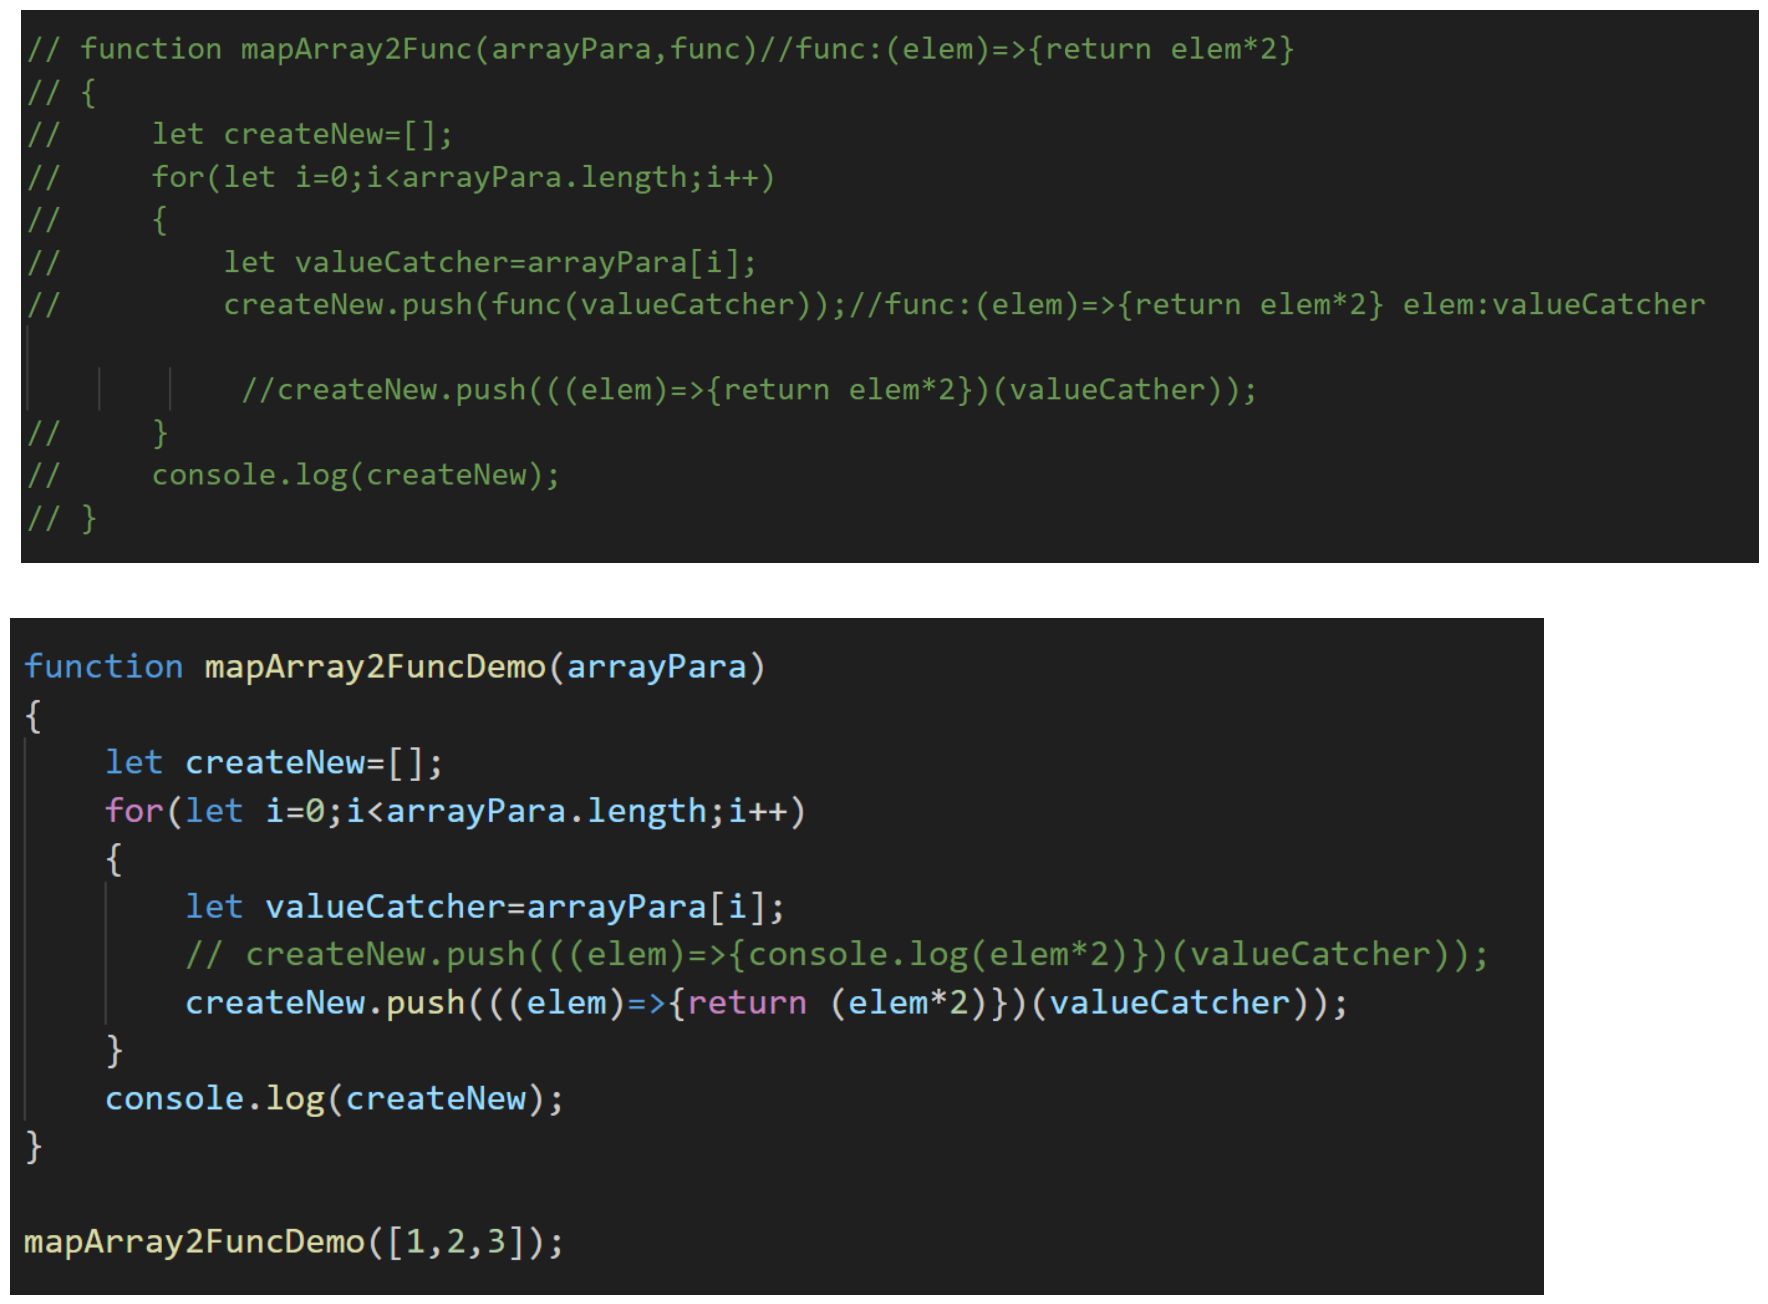 // function mapArray2Func(arrayPara,func)//func:(elem)=>{return elem*2}
// {
//     let createNew=[];
//     for(let i=0;i<arrayPara.length;i++)
//     {
//         let valueCatcher=arrayPara[i];
//         createNew.push(func(valueCatcher));//func:(elem)=>{return elem*2} elem:valueCatcher
            //createNew.push(((elem)=>{return elem*2})(valueCather));
//     }
//     console.log(createNew);
// }
function mapArray2FuncDemo(arrayPara)
{
    let createNew=[];
    for(let i=0;i<arrayPara.length;i++)
    {
        let valueCatcher=arrayPara[i];
        // createNew.push(((elem)=>{console.log(elem*2)})(valueCatcher));
        createNew.push(((elem)=>{return (elem*2)})(valueCatcher));
    }
    console.log(createNew);
}
mapArray2FuncDemo([1,2,3]);